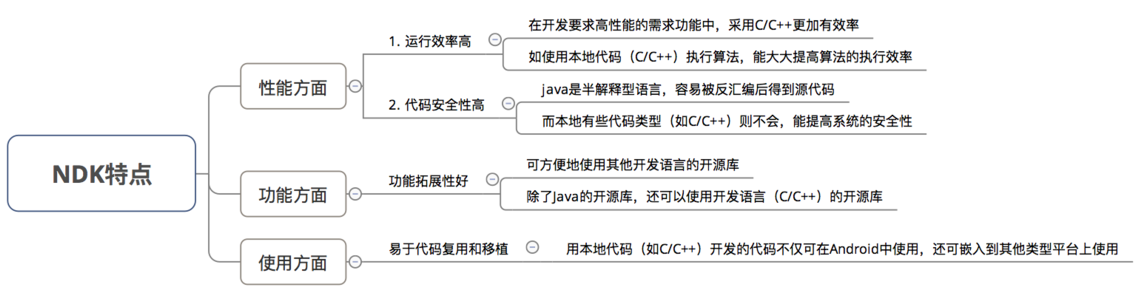 NDK特点
性能方面
1. 运行效率高
在开发要求高性能的需求功能中，采用C/C++更加有效率
如使用本地代码（C/C++）执行算法，能大大提高算法的执行效率
2. 代码安全性高
java是半解释型语言，容易被反汇编后得到源代码
而本地有些代码类型（如C/C++）则不会，能提高系统的安全性
功能方面
功能拓展性好
可方便地使用其他开发语言的开源库
除了Java的开源库，还可以使用开发语言（C/C++）的开源库
使用方面
易于代码复用和移植
用本地代码（如C/C++）开发的代码不仅可在Android中使用，还可嵌入到其他类型平台上使用